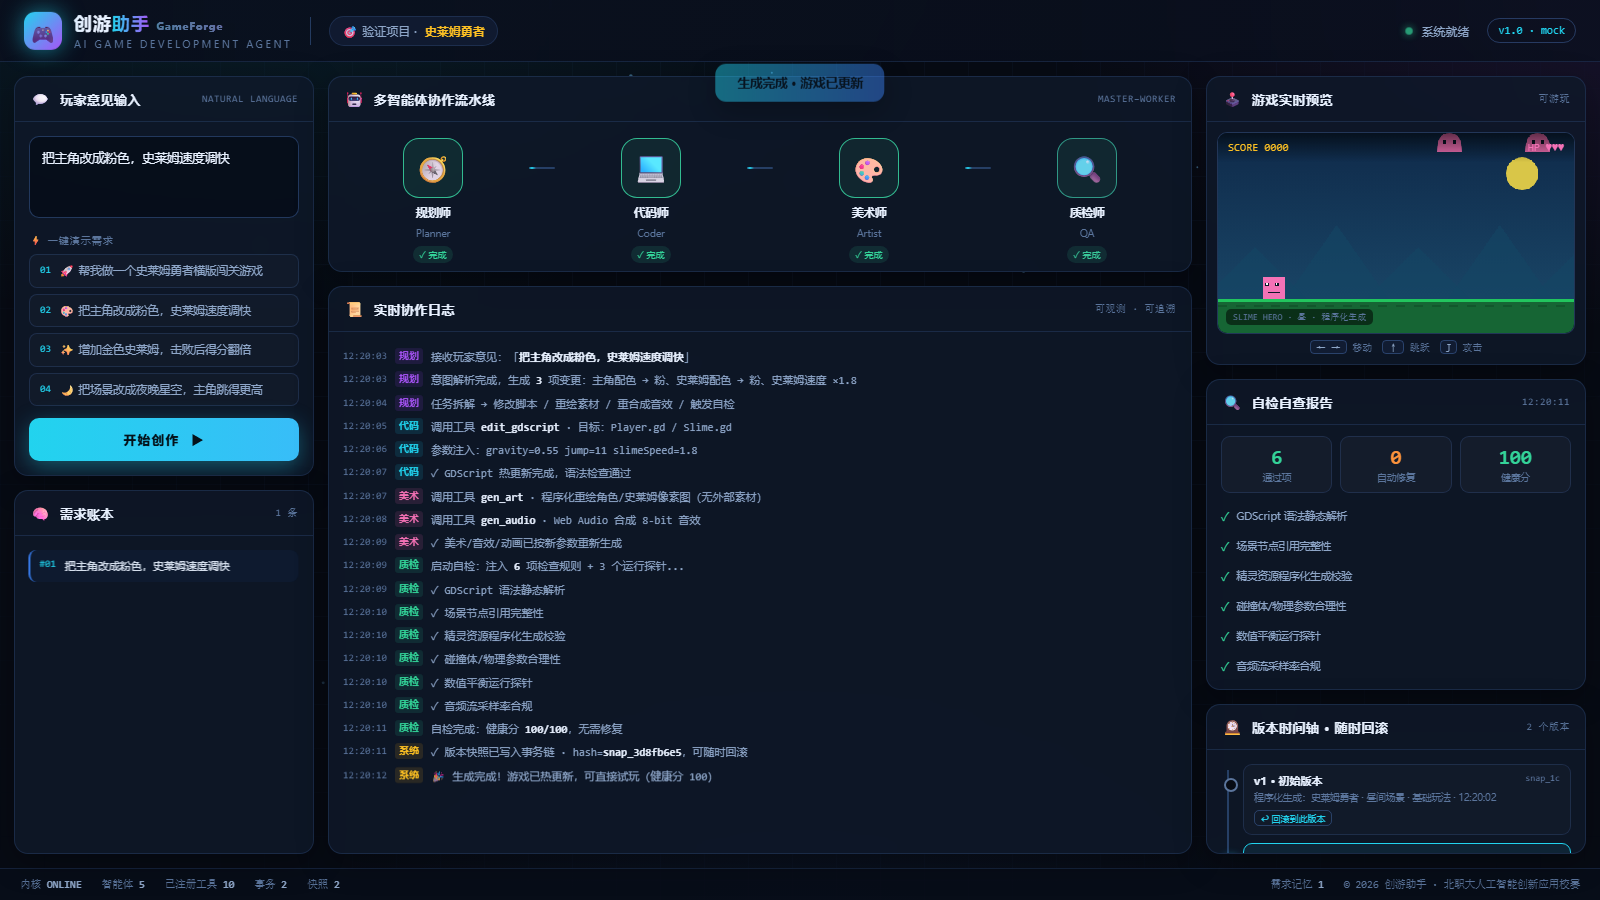 创游助手 GameForge
AI GAME DEVELOPMENT AGENT
验证项目 · 史莱姆勇者
系统就绪
v1.0 · mock
玩家意见输入
NATURAL LANGUAGE
把主角改成粉色，史莱姆速度调快
一键演示需求
01 帮我做一个史莱姆勇者横版闯关游戏
02 把主角改成粉色，史莱姆速度调快
03 增加金色史莱姆，击败后得分翻倍
04 把场景改成夜晚星空，主角跳得更高
开始创作 ▶
需求账本
1 条
#01 把主角改成粉色，史莱姆速度调快
多智能体协作流水线
MASTER-WORKER
生成完成 · 游戏已更新
规划师
Planner
✓ 完成
代码师
Coder
✓ 完成
美术师
Artist
✓ 完成
质检师
QA
✓ 完成
实时协作日志
可观测 · 可追溯
12:20:03 规划 接收玩家意见：「把主角改成粉色，史莱姆速度调快」
12:20:03 规划 意图解析完成，生成 3 项变更：主角配色 → 粉、史莱姆配色 → 粉、史莱姆速度 ×1.8
12:20:04 规划 任务拆解 → 修改脚本 / 重绘素材 / 重合成音效 / 触发自检
12:20:05 代码 调用工具 edit_gdscript · 目标：Player.gd / Slime.gd
12:20:06 代码 参数注入：gravity=0.55 jump=11 slimeSpeed=1.8
12:20:07 代码 ✓ GDScript 热更新完成，语法检查通过
12:20:07 美术 调用工具 gen_art · 程序化重绘角色/史莱姆像素图（无外部素材）
12:20:08 美术 调用工具 gen_audio · Web Audio 合成 8-bit 音效
12:20:09 美术 ✓ 美术/音效/动画已按新参数重新生成
12:20:09 质检 启动自检：注入 6 项检查规则 + 3 个运行探针...
12:20:09 质检 ✓ GDScript 语法静态解析
12:20:10 质检 ✓ 场景节点引用完整性
12:20:10 质检 ✓ 精灵资源程序化生成校验
12:20:10 质检 ✓ 碰撞体/物理参数合理性
12:20:10 质检 ✓ 数值平衡运行探针
12:20:10 质检 ✓ 音频流采样率合规
12:20:11 质检 自检完成：健康分 100/100，无需修复
12:20:11 系统 ✓ 版本快照已写入事务链 · hash=snap_3d8fb6e5，可随时回滚
12:20:12 系统 生成完成！游戏已热更新，可直接试玩（健康分 100）
游戏实时预览
可游玩
SCORE 0000
HP ♥♥♥
SLIME HERO · 昼 · 程序化生成
← → 移动 ↑ 跳跃 J 攻击
自检自查报告
12:20:11
6
通过项
0
自动修复
100
健康分
✓ GDScript 语法静态解析
✓ 场景节点引用完整性
✓ 精灵资源程序化生成校验
✓ 碰撞体/物理参数合理性
✓ 数值平衡运行探针
✓ 音频流采样率合规
版本时间轴 · 随时回滚
2 个版本
v1 · 初始版本
snap_1c
程序化生成：史莱姆勇者 · 昼间场景 · 基础玩法 · 12:20:02
↩ 回滚到此版本
内核 ONLINE 智能体 5 已注册工具 10 事务 2 快照 2
需求记忆 1 © 2026 创游助手 · 北职大人工智能创新应用校赛